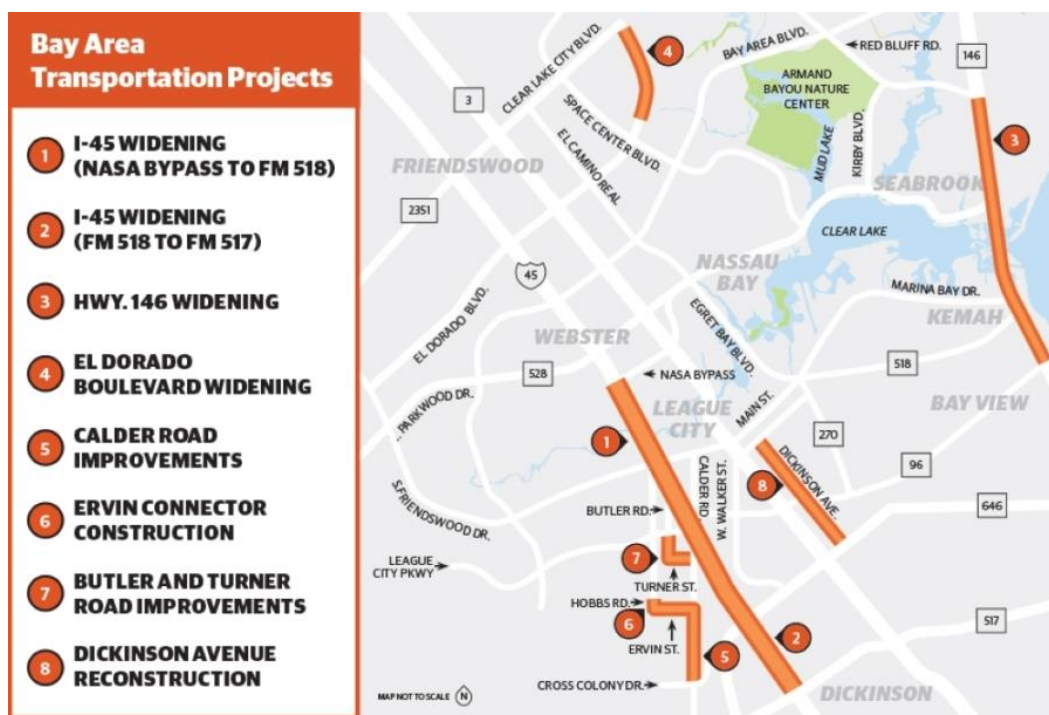 Bay Area
Transportation Projects
1
I-45 WIDENING
(NASA BYPASS TO FM 518)
2
I-45 WIDENING
(FM 518 TO FM 517)
3
HWY. 146 WIDENING
4
EL DORADO
BOULEVARD WIDENING
5
CALDER ROAD
IMPROVEMENTS
6
ERVIN CONNECTOR
CONSTRUCTION
7
BUTLER AND TURNER
ROAD IMPROVEMENTS
8
DICKINSON AVENUE
RECONSTRUCTION
CLEAR LAKE CITY BLVD.
4
BAY AREA BLVD.
RED BLUFF RD.
146
3
ARMAND
BAYOU NATURE
CENTER
SPACE CENTER BLVD.
EL CAMINO REAL
FRIENDSWOOD
MUD LAKE
KIRBY BLVD.
3
SEABROOK
2351
CLEAR LAKE
45
NASSAU
BAY
MARINA BAY DR.
KEMAH
EL DORADO BLVD.
WEBSTER
EGRET BAY BLVD.
528
NASA BYPASS
518
. PARKWOOD DR.
LEAGUE
CITY
MAIN ST.
BAY VIEW
1
270
96
S.FRIENDSWOOD DR.
CALDER RD.
W. WALKER ST.
8
DICKINSON AVE.
BUTLER RD.
646
LEAGUE
CITY PKWY
7
TURNER ST.
HOBBS RD.
6
ERVIN ST.
5
2
517
CROSS COLONY DR.
DICKINSON
MAP NOT TO SCALE N